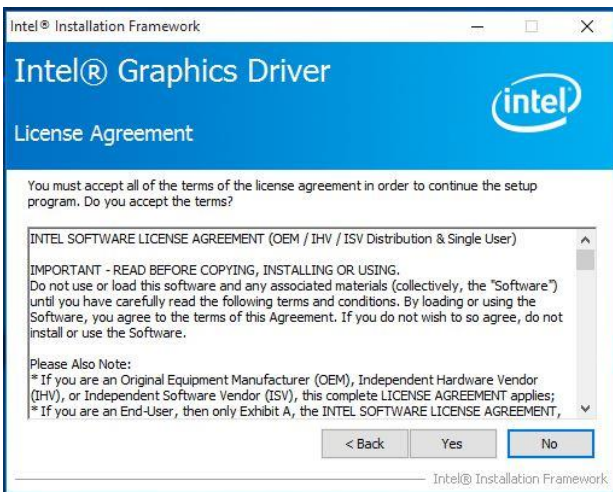 Intel® Installation Framework
Intel® Graphics Driver
intel
License Agreement
You must accept all of the terms of the license agreement in order to continue the setup
program. Do you accept the terms?
INTEL SOFTWARE LICENSE AGREEMENT (OEM / IHV / ISV Distribution & Single User)
IMPORTANT - READ BEFORE COPYING, INSTALLING OR USING.
Do not use or load this software and any associated materials (collectively, the "Software")
until you have carefully read the following terms and conditions. By loading or using the
Software, you agree to the terms of this Agreement. If you do not wish to so agree, do not
install or use the Software.
Please Also Note:
* If you are an Original Equipment Manufacturer (OEM), Independent Hardware Vendor
(IHV), or Independent Software Vendor (ISV), this complete LICENSE AGREEMENT applies;
* If you are an End-User, then only Exhibit A, the INTEL SOFTWARE LICENSE AGREEMENT,
< Back Yes No
Intel® Installation Framework